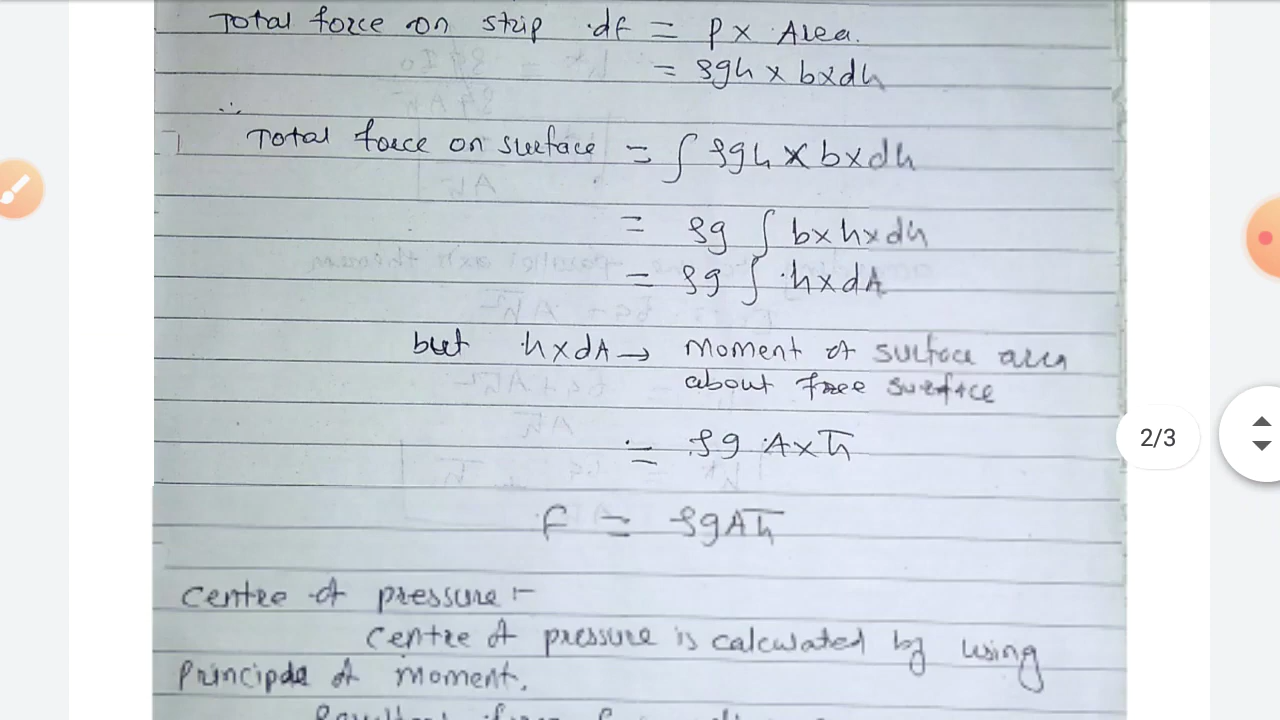 Total force on strip df = P x Area.
= ρgh x b x dh
∴
Total force on surface = ∫ ρgh x b x dh
= ρg ∫ b x h x dh
= ρg ∫ h x dA
but h x dA → Moment of surface area
about free surface
= ρg A x h̄
F = ρgAh̄
2/3
Centre of pressure :-
Centre of pressure is calculated by using
Principle of moment.